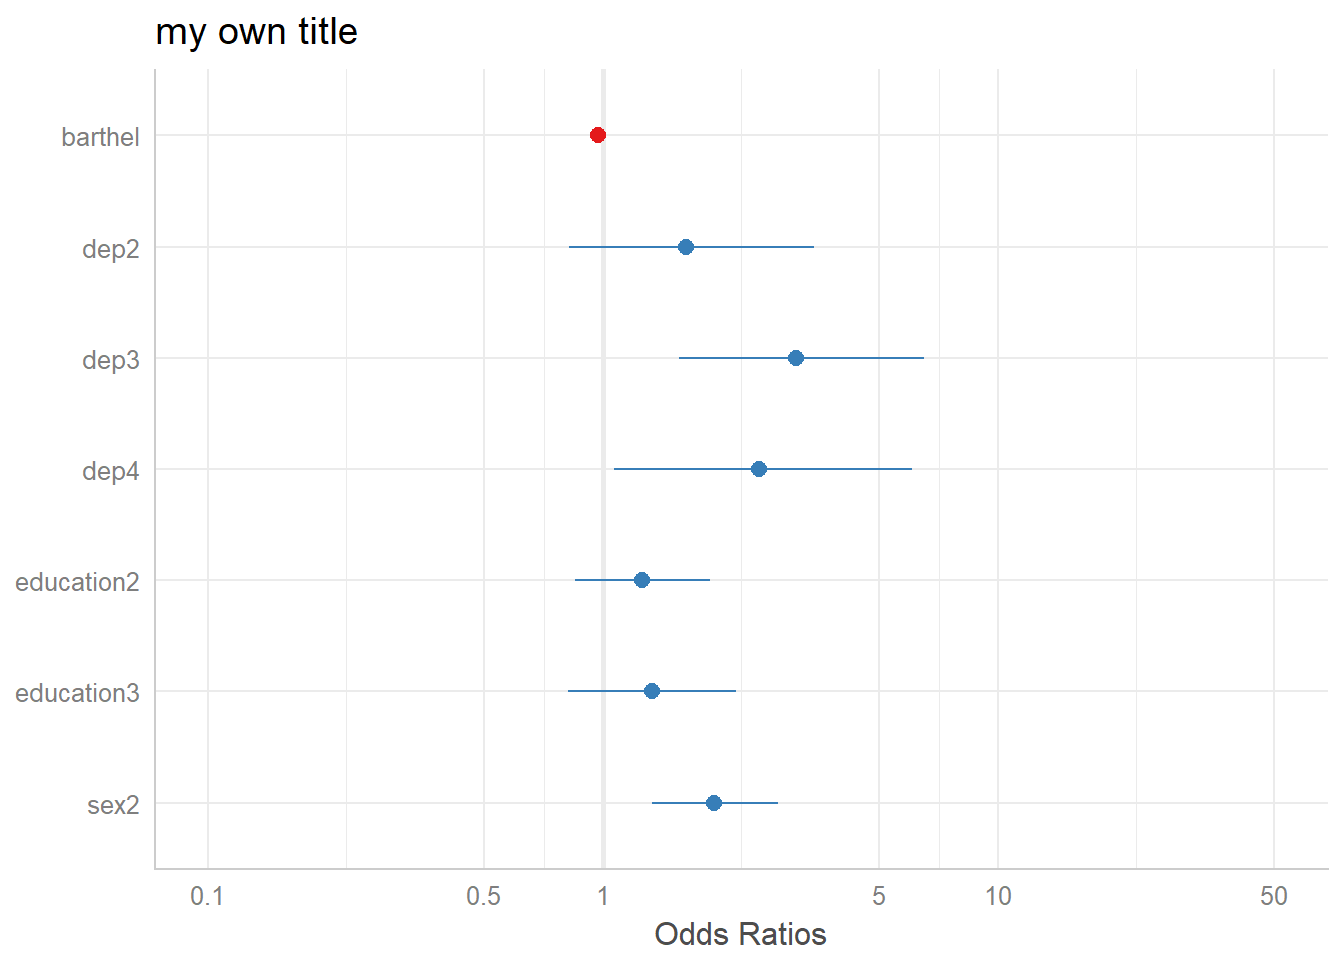 my own title
barthel
dep2
dep3
dep4
education2
education3
sex2
0.1 0.5 1 5 10 50
Odds Ratios